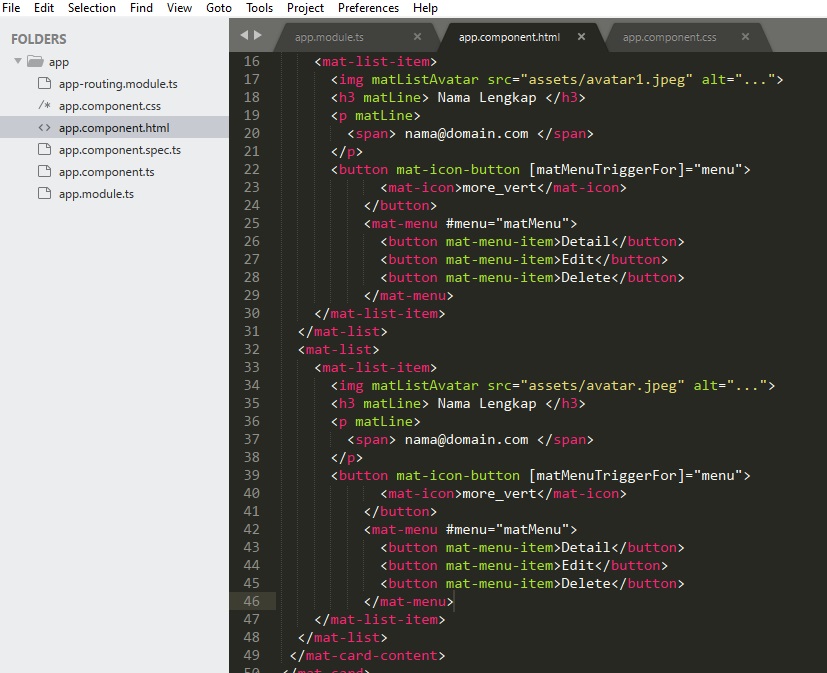 File Edit Selection Find View Goto Tools Project Preferences Help
FOLDERS
app
app-routing.module.ts
/* app.component.css
<> app.component.html
app.component.spec.ts
app.component.ts
app.module.ts
app.module.ts × app.component.html × app.component.css ×
16 <mat-list-item>
17 <img matListAvatar src="assets/avatar1.jpeg" alt="...">
18 <h3 matLine> Nama Lengkap </h3>
19 <p matLine>
20 <span> nama@domain.com </span>
21 </p>
22 <button mat-icon-button [matMenuTriggerFor]="menu">
23 <mat-icon>more_vert</mat-icon>
24 </button>
25 <mat-menu #menu="matMenu">
26 <button mat-menu-item>Detail</button>
27 <button mat-menu-item>Edit</button>
28 <button mat-menu-item>Delete</button>
29 </mat-menu>
30 </mat-list-item>
31 </mat-list>
32 <mat-list>
33 <mat-list-item>
34 <img matListAvatar src="assets/avatar.jpeg" alt="...">
35 <h3 matLine> Nama Lengkap </h3>
36 <p matLine>
37 <span> nama@domain.com </span>
38 </p>
39 <button mat-icon-button [matMenuTriggerFor]="menu">
40 <mat-icon>more_vert</mat-icon>
41 </button>
42 <mat-menu #menu="matMenu">
43 <button mat-menu-item>Detail</button>
44 <button mat-menu-item>Edit</button>
45 <button mat-menu-item>Delete</button>
46 </mat-menu>
47 </mat-list-item>
48 </mat-list>
49 </mat-card-content>
50 </mat-card>